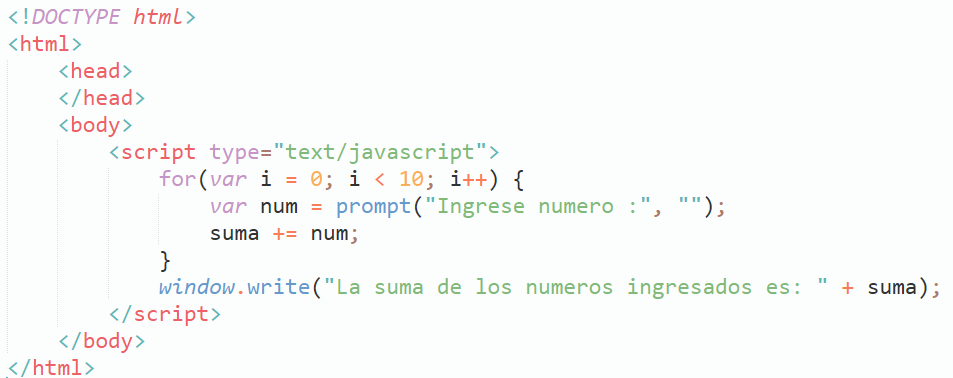 <!DOCTYPE html>
<html>
    <head>
    </head>
    <body>
        <script type="text/javascript">
            for(var i = 0; i < 10; i++) {
                var num = prompt("Ingrese numero :", "");
                suma += num;
            }
            window.write("La suma de los numeros ingresados es: " + suma);
        </script>
    </body>
</html>